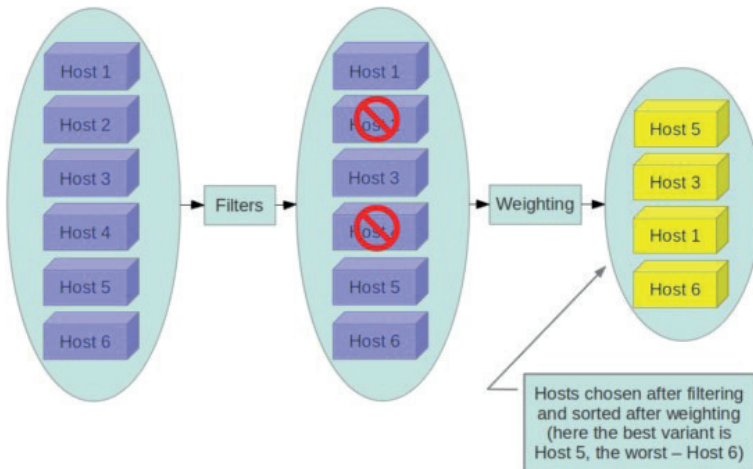 Host 1
Host 2
Host 3
Host 4
Host 5
Host 6
Filters
Host 1
Host
Host 3
Host
Host 5
Host 6
Weighting
Host 5
Host 3
Host 1
Host 6
Hosts chosen after filtering
and sorted after weighting
(here the best variant is
Host 5, the worst – Host 6)